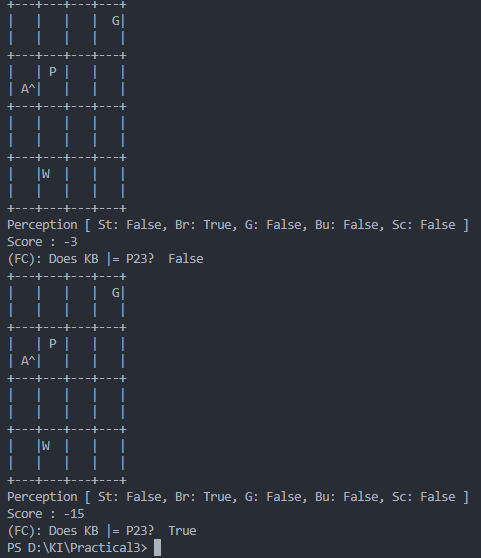 +---+---+---+---+
|   |   |   |  G|
|   |   |   |   |
+---+---+---+---+
|   | P |   |   |
| A^|   |   |   |
+---+---+---+---+
|   |   |   |   |
|   |   |   |   |
+---+---+---+---+
|   |W  |   |   |
|   |   |   |   |
+---+---+---+---+
Perception [ St: False, Br: True, G: False, Bu: False, Sc: False ]
Score : -3
(FC): Does KB |= P23?  False
+---+---+---+---+
|   |   |   |  G|
|   |   |   |   |
+---+---+---+---+
|   | P |   |   |
| A^|   |   |   |
+---+---+---+---+
|   |   |   |   |
|   |   |   |   |
+---+---+---+---+
|   |W  |   |   |
|   |   |   |   |
+---+---+---+---+
Perception [ St: False, Br: True, G: False, Bu: False, Sc: False ]
Score : -15
(FC): Does KB |= P23?  True
PS D:\KI\Practical3>